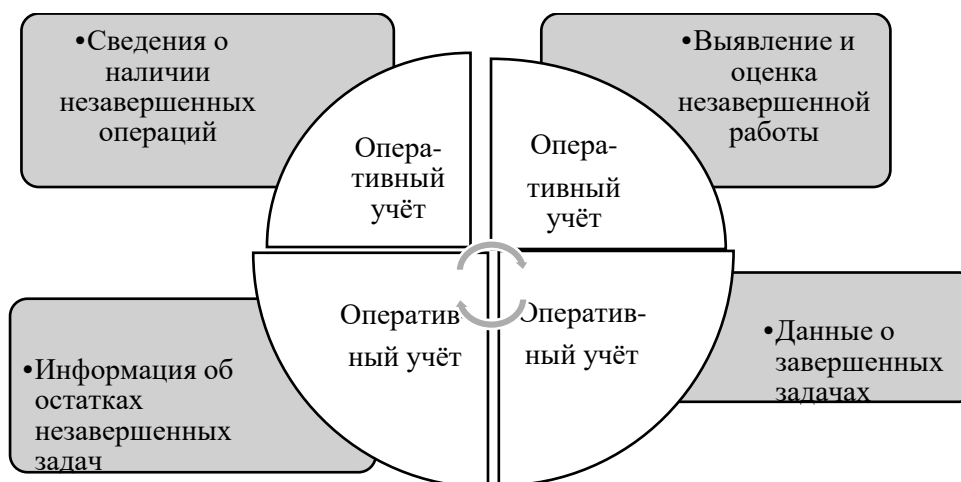 •Сведения о
наличии
незавершенных
операций
•Выявление и
оценка
незавершенной
работы
Опера-
тивный
учёт
Опера-
тивный
учёт
Оператив-
ный учёт
Оператив-
ный учёт
•Информация об
остатках
незавершенных
задач
•Данные о
завершенных
задачах